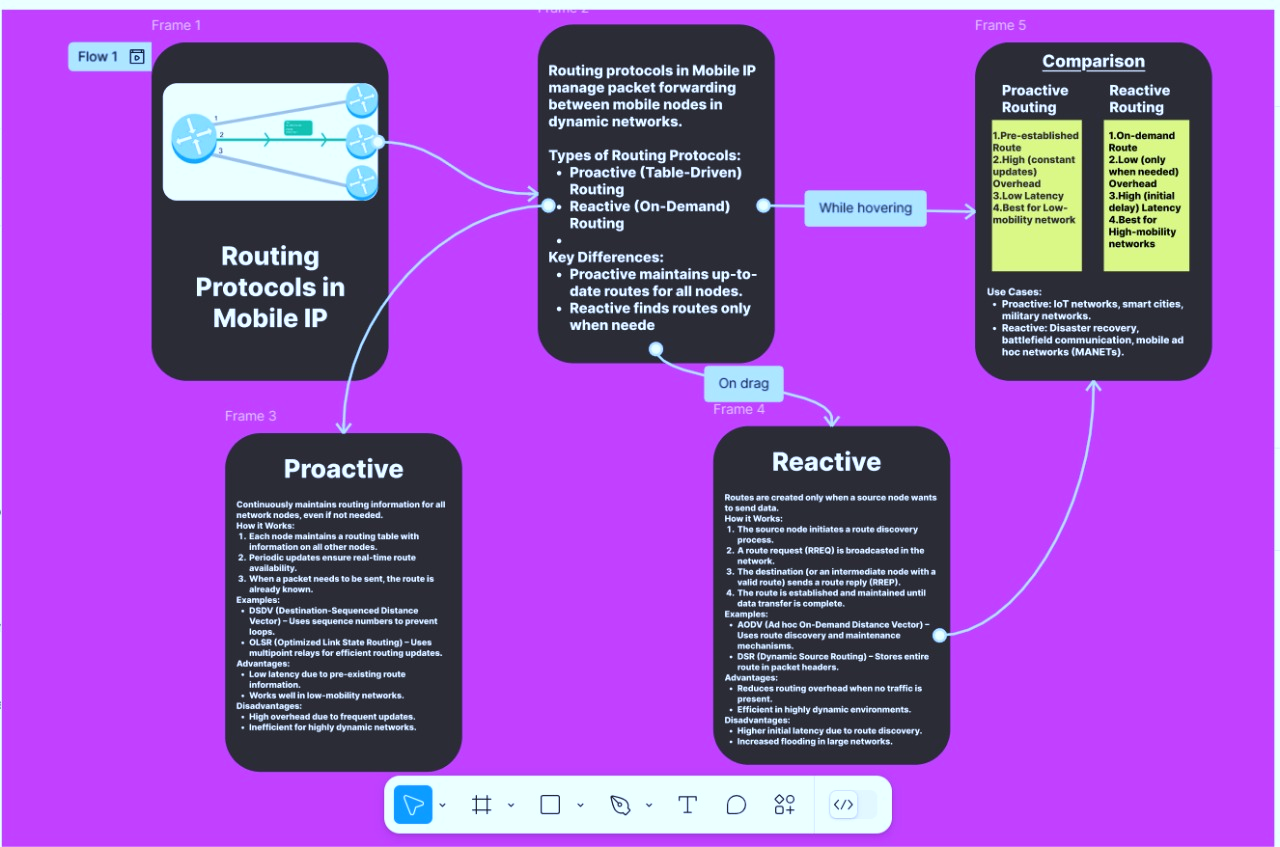 Frame 1
Flow 1
1
2
3
Routing
Protocols in
Mobile IP
Frame 2
Routing protocols in Mobile IP
manage packet forwarding
between mobile nodes in
dynamic networks.
Types of Routing Protocols:
• Proactive (Table-Driven)
Routing
• Reactive (On-Demand)
Routing
•
Key Differences:
• Proactive maintains up-to-
date routes for all nodes.
• Reactive finds routes only
when neede
While hovering
On drag
Frame 5
Comparison
Proactive
Routing
1.Pre-established
Route
2.High (constant
updates)
Overhead
3.Low Latency
4.Best for Low-
mobility network
Reactive
Routing
1.On-demand
Route
2.Low (only
when needed)
Overhead
3.High (initial
delay) Latency
4.Best for
High-mobility
networks
Use Cases:
• Proactive: IoT networks, smart cities,
military networks.
• Reactive: Disaster recovery,
battlefield communication, mobile ad
hoc networks (MANETs).
Frame 3
Proactive
Continuously maintains routing information for all
network nodes, even if not needed.
How it Works:
1. Each node maintains a routing table with
information on all other nodes.
2. Periodic updates ensure real-time route
availability.
3. When a packet needs to be sent, the route is
already known.
Examples:
• DSDV (Destination-Sequenced Distance
Vector) – Uses sequence numbers to prevent
loops.
• OLSR (Optimized Link State Routing) – Uses
multipoint relays for efficient routing updates.
Advantages:
• Low latency due to pre-existing route
information.
• Works well in low-mobility networks.
Disadvantages:
• High overhead due to frequent updates.
• Inefficient for highly dynamic networks.
Frame 4
Reactive
Routes are created only when a source node wants
to send data.
How it Works:
1. The source node initiates a route discovery
process.
2. A route request (RREQ) is broadcasted in the
network.
3. The destination (or an intermediate node with a
valid route) sends a route reply (RREP).
4. The route is established and maintained until
data transfer is complete.
Examples:
• AODV (Ad hoc On-Demand Distance Vector) –
Uses route discovery and maintenance
mechanisms.
• DSR (Dynamic Source Routing) – Stores entire
route in packet headers.
Advantages:
• Reduces routing overhead when no traffic is
present.
• Efficient in highly dynamic environments.
Disadvantages:
• Higher initial latency due to route discovery.
• Increased flooding in large networks.